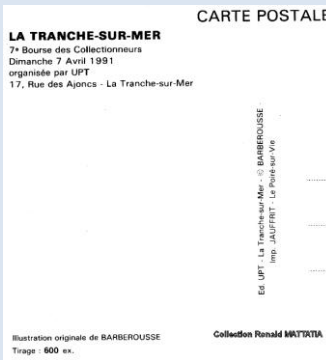 CARTE POSTALE
LA TRANCHE-SUR-MER
7e Bourse des Collectionneurs
Dimanche 7 Avril 1991
organisée par UPT
17, Rue des Ajoncs - La Tranche-sur-Mer
Ed. UPT - La Tranche-sur-Mer - © BARBEROUSSE -
Imp. JAUFFRIT - Le Poiré-sur-Vie
Illustration originale de BARBEROUSSE
Tirage : 600 ex.
Collection Ronald MATTATIA